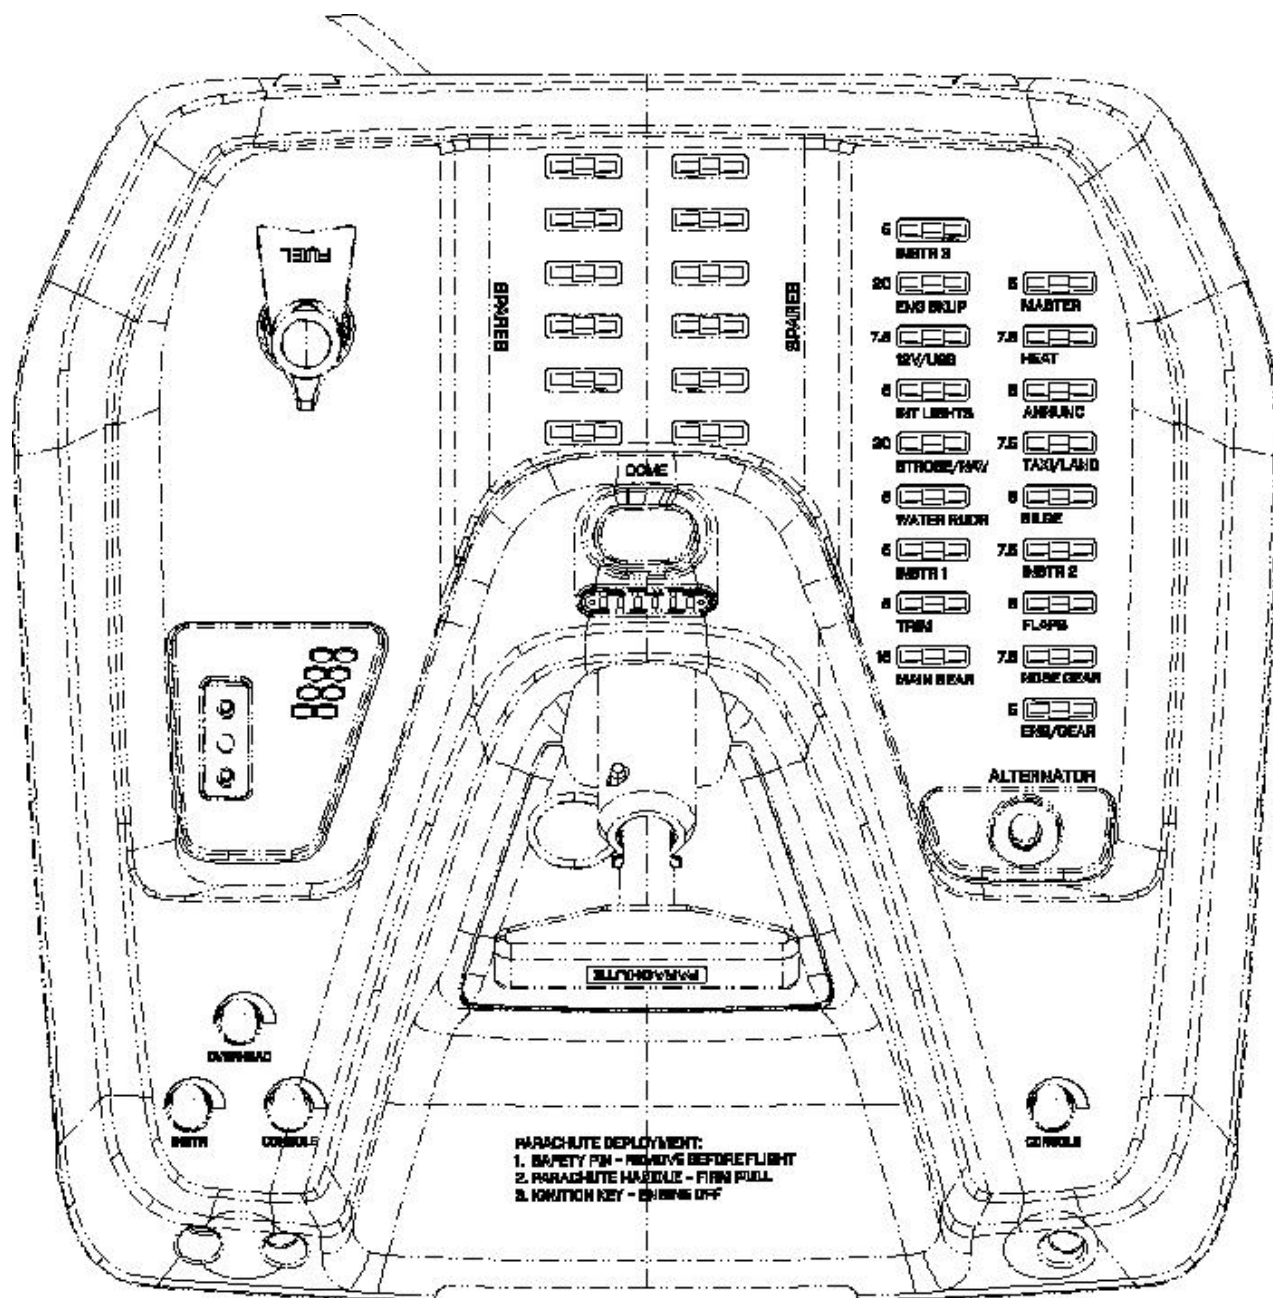 FUEL
SPARES
SPARES
5
INSTR 3
20
ENG BKUP
5
MASTER
7.5
12V/USB
7.5
HEAT
5
INT LIGHTS
5
ANNUNC
20
STROBE/NAV
7.5
TAXI/LAND
5
WATER RUDR
5
BILGE
5
INSTR 1
7.5
INSTR 2
5
TRIM
5
FLAPS
15
MAIN GEAR
7.5
NOSE GEAR
5
EMG/GEAR
DOME
ALTERNATOR
PARACHUTE
OVERHEAD
INSTR
CONSOLE
CONSOLE
PARACHUTE DEPLOYMENT:
1. SAFETY PIN - REMOVE BEFORE FLIGHT
2. PARACHUTE HANDLE - FIRM PULL
3. IGNITION KEY - ENGINE OFF